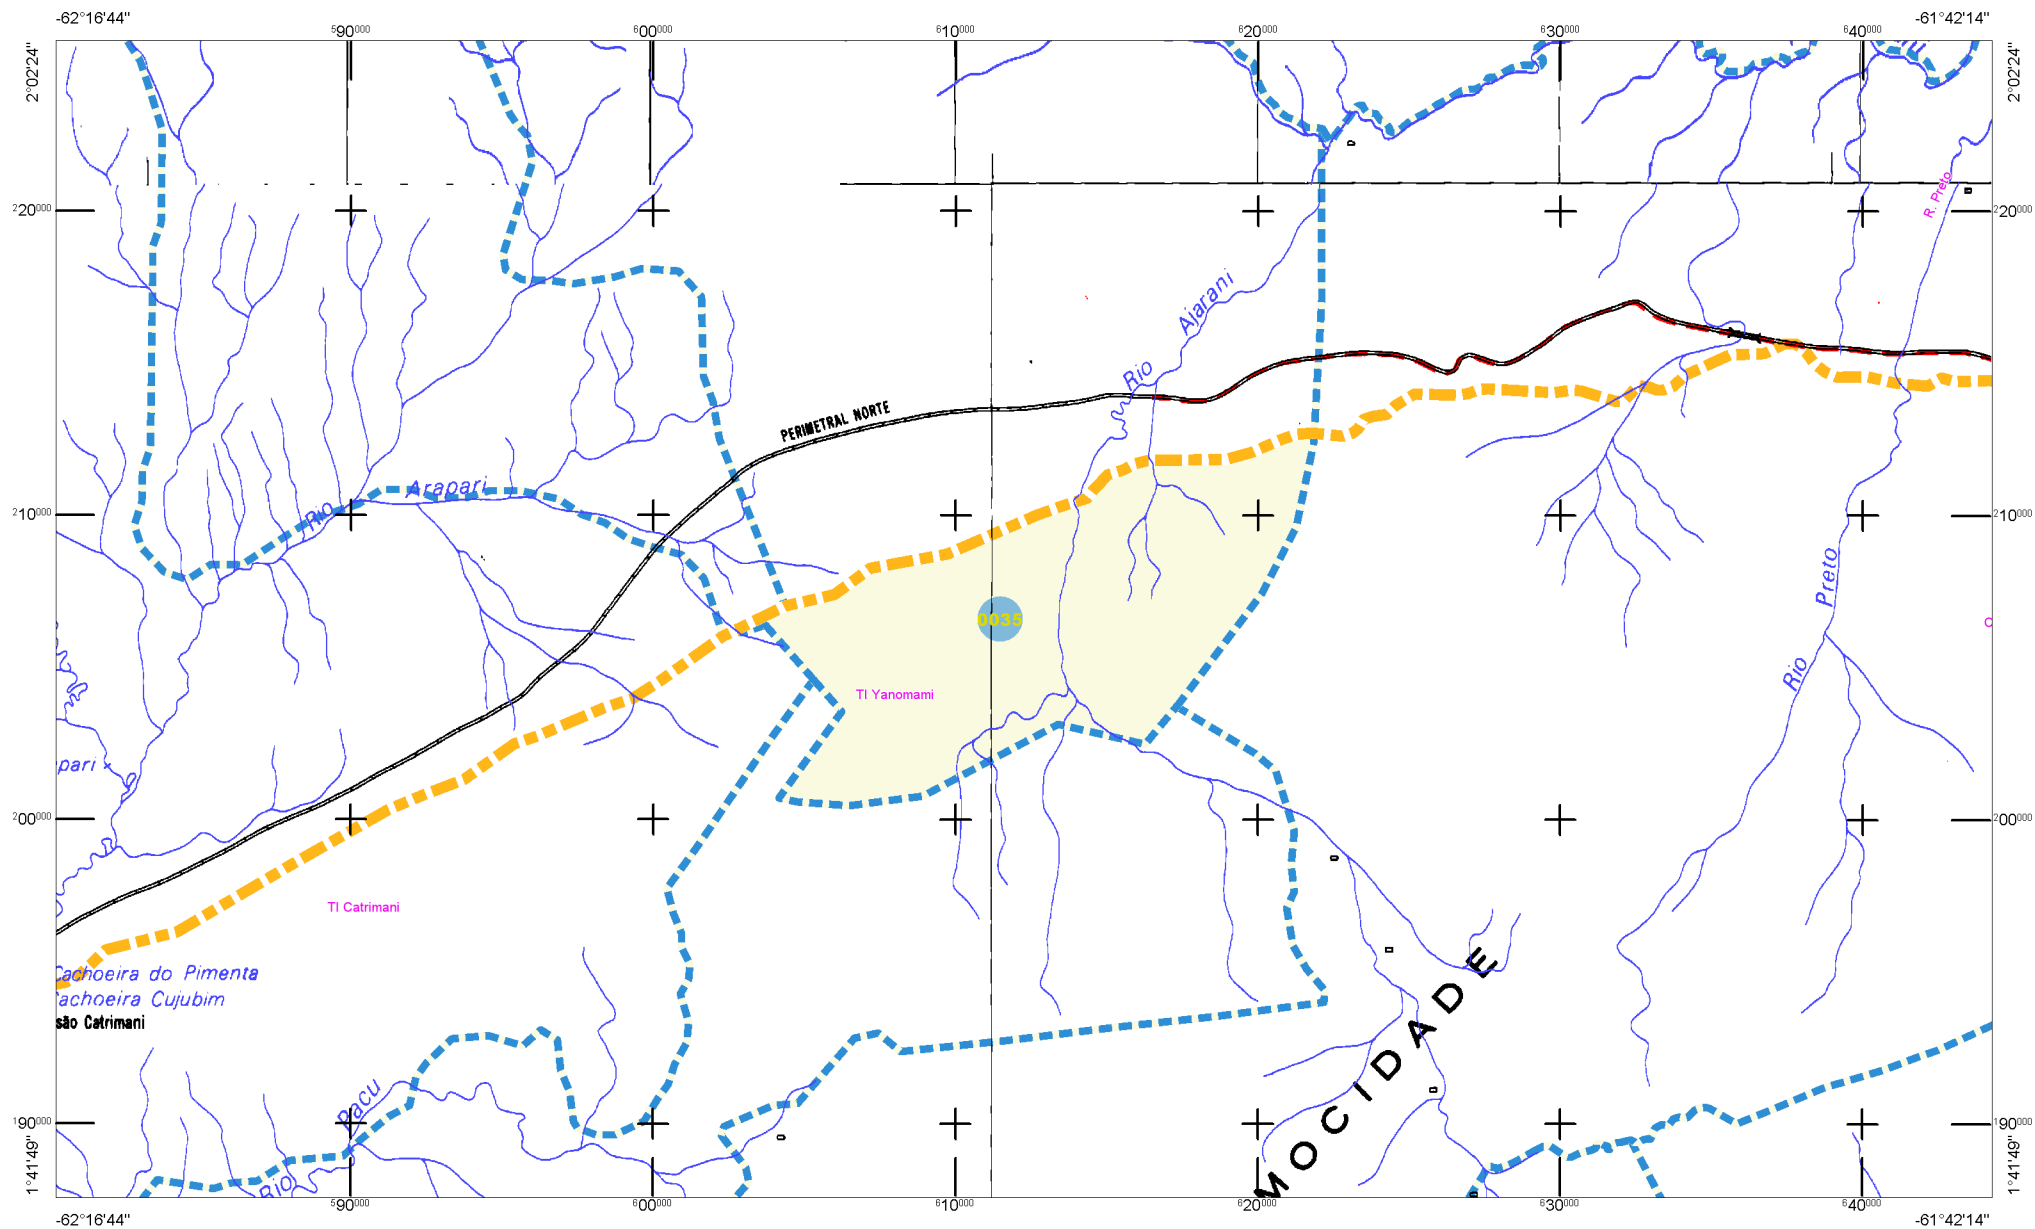 -62°16'44" -61°42'14"
590000 600000 610000 620000 630000 640000
2°02'24" 2°02'24"
R. Preto
220000 220000
Ajarani
Rio
PERIMETRAL NORTE
Arapari
Rio
210000 210000
Preto
0035
Rio
TI Yanomami
pari
200000 200000
TI Catrimani
Cachoeira do Pimenta
achoeira Cujubim
são Catrimani
MOCIDADE
Pacu
190000 190000
Rio
1°41'49" 1°41'49"
590000 600000 610000 620000 630000 640000
-62°16'44" -61°42'14"